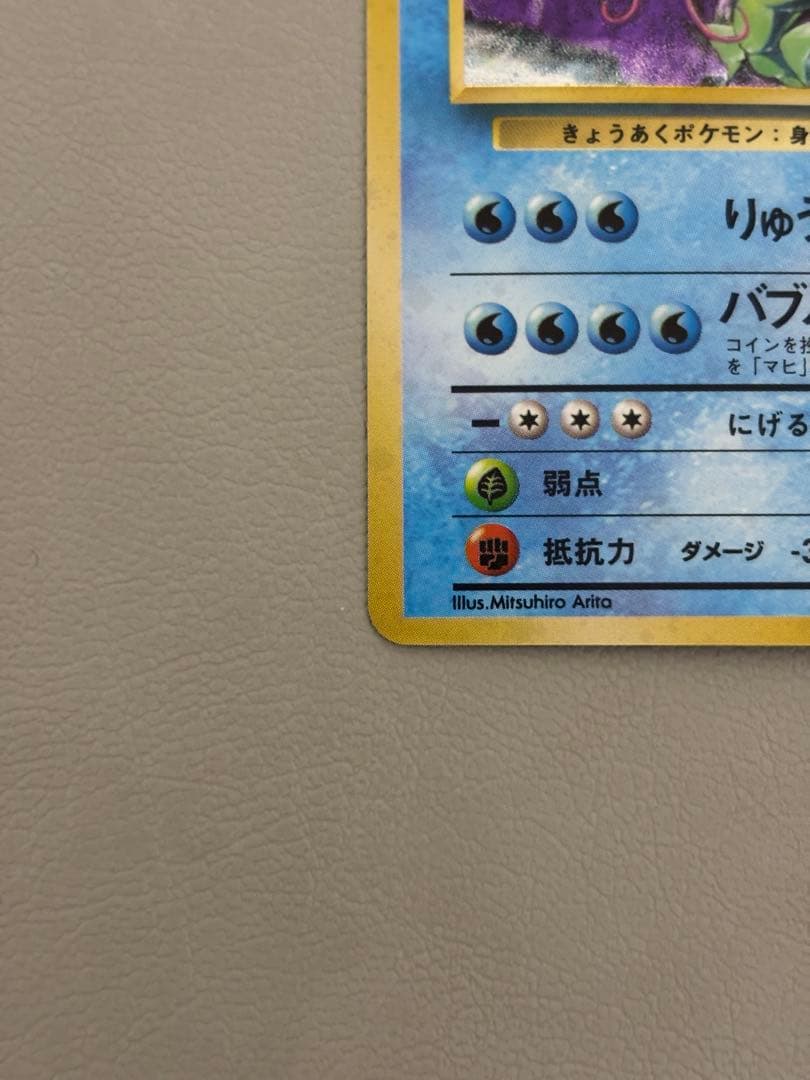 きょうあくポケモン：身
りゅう
バブ
コインを投
を「マヒ」
にげる
弱点
抵抗力 ダメージ -3
Illus.Mitsuhiro Arita